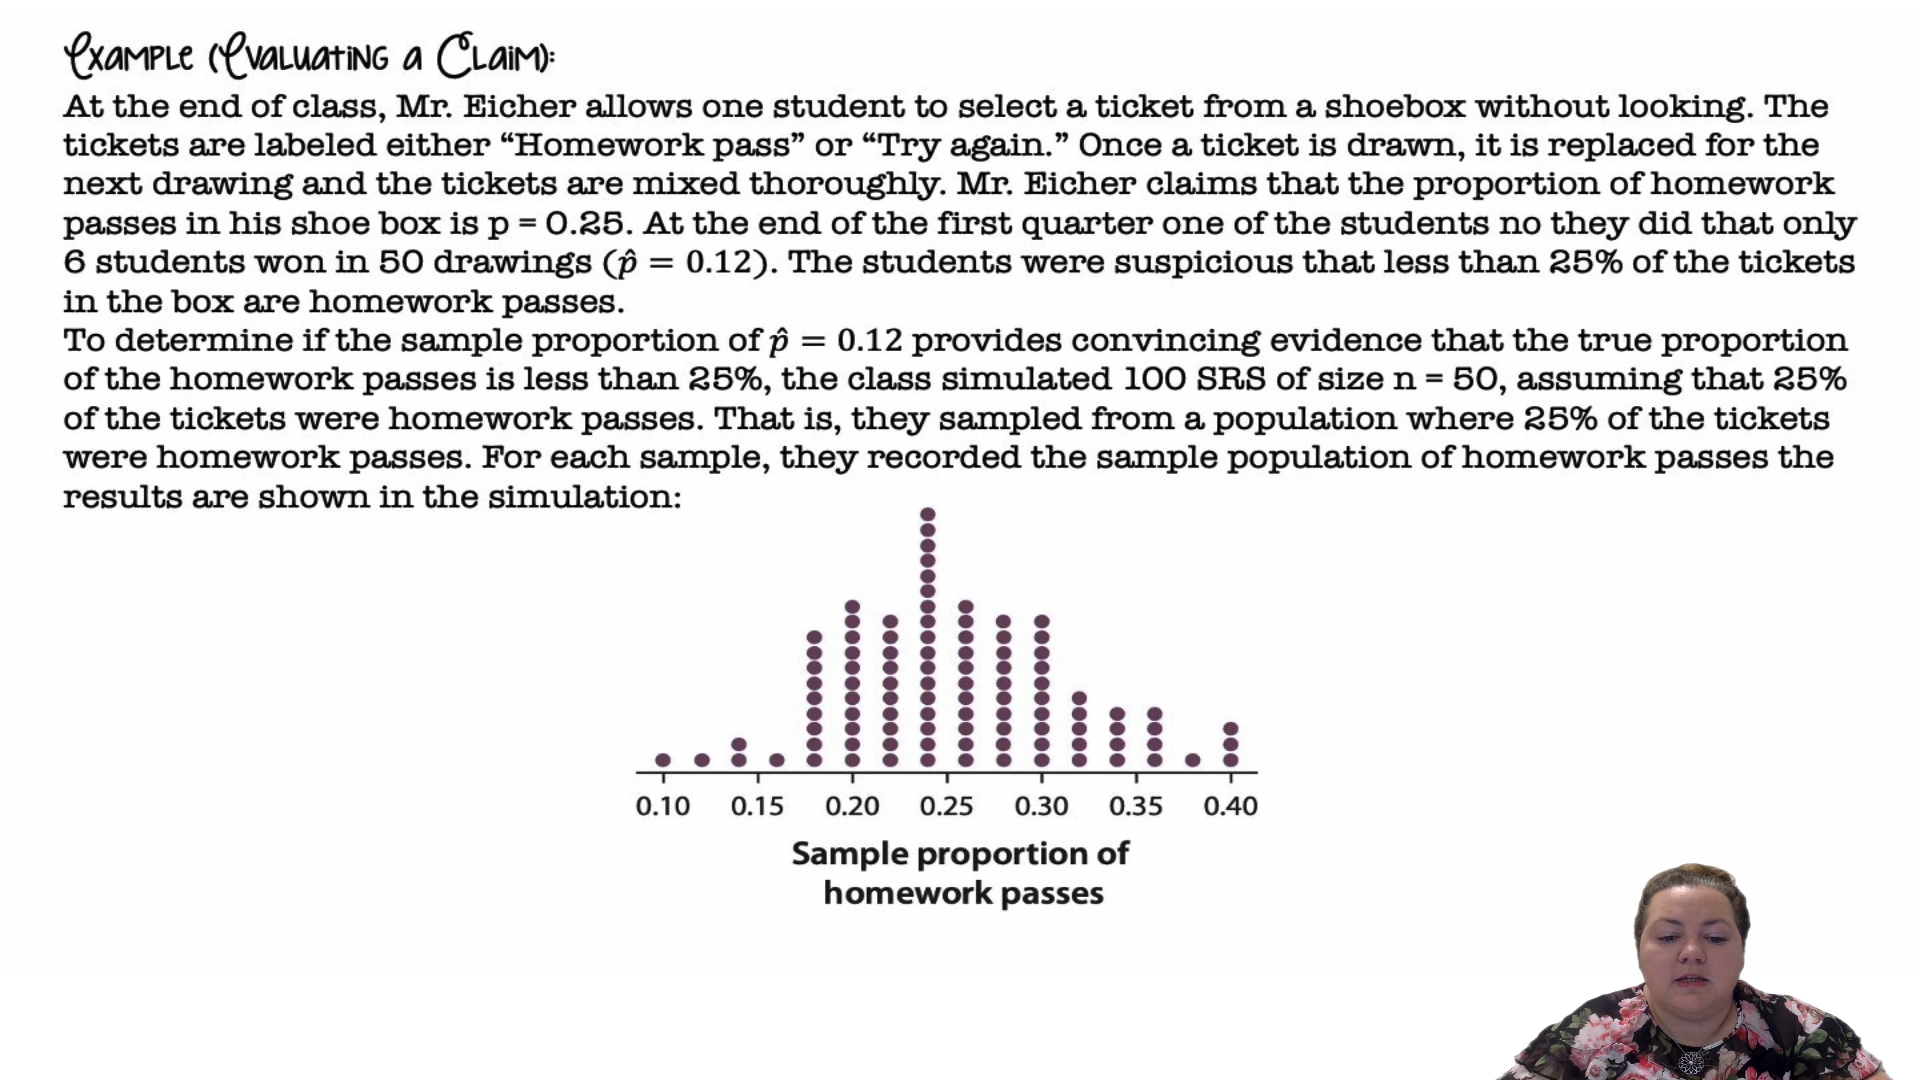 Example (Evaluating a Claim):
At the end of class, Mr. Eicher allows one student to select a ticket from a shoebox without looking. The
tickets are labeled either “Homework pass” or “Try again.” Once a ticket is drawn, it is replaced for the
next drawing and the tickets are mixed thoroughly. Mr. Eicher claims that the proportion of homework
passes in his shoe box is p = 0.25. At the end of the first quarter one of the students no they did that only
6 students won in 50 drawings (p̂ = 0.12). The students were suspicious that less than 25% of the tickets
in the box are homework passes.
To determine if the sample proportion of p̂ = 0.12 provides convincing evidence that the true proportion
of the homework passes is less than 25%, the class simulated 100 SRS of size n = 50, assuming that 25%
of the tickets were homework passes. That is, they sampled from a population where 25% of the tickets
were homework passes. For each sample, they recorded the sample population of homework passes the
results are shown in the simulation:
0.10 0.15 0.20 0.25 0.30 0.35 0.40
Sample proportion of
homework passes